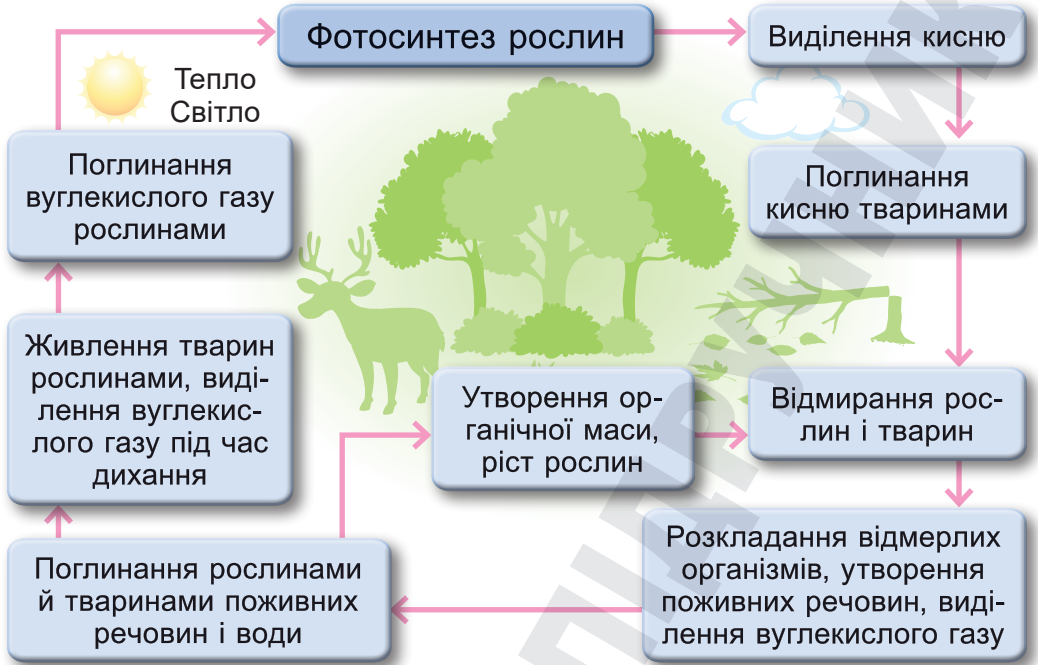 Фотосинтез рослин
Виділення кисню
Тепло
Світло
Поглинання
вуглекислого газу
рослинами
Поглинання
кисню тваринами
Живлення тварин
рослинами, виді-
лення вуглекис-
лого газу під час
дихання
Утворення ор-
ганічної маси,
ріст рослин
Відмирання рос-
лин і тварин
Поглинання рослинами
й тваринами поживних
речовин і води
Розкладання відмерлих
організмів, утворення
поживних речовин, виді-
лення вуглекислого газу
ПІДРУЧНИК